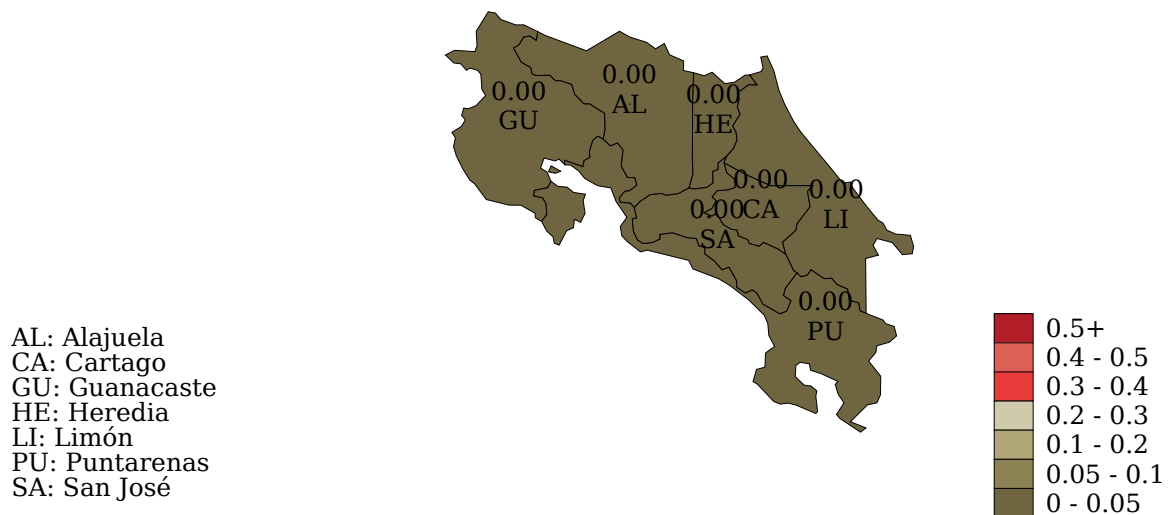 0.00
AL
0.00
GU
0.00
HE
0.00
CA
0.00
LI
0.00
SA
0.00
PU
AL: Alajuela
CA: Cartago
GU: Guanacaste
HE: Heredia
LI: Limón
PU: Puntarenas
SA: San José
0.5+
0.4 - 0.5
0.3 - 0.4
0.2 - 0.3
0.1 - 0.2
0.05 - 0.1
0 - 0.05